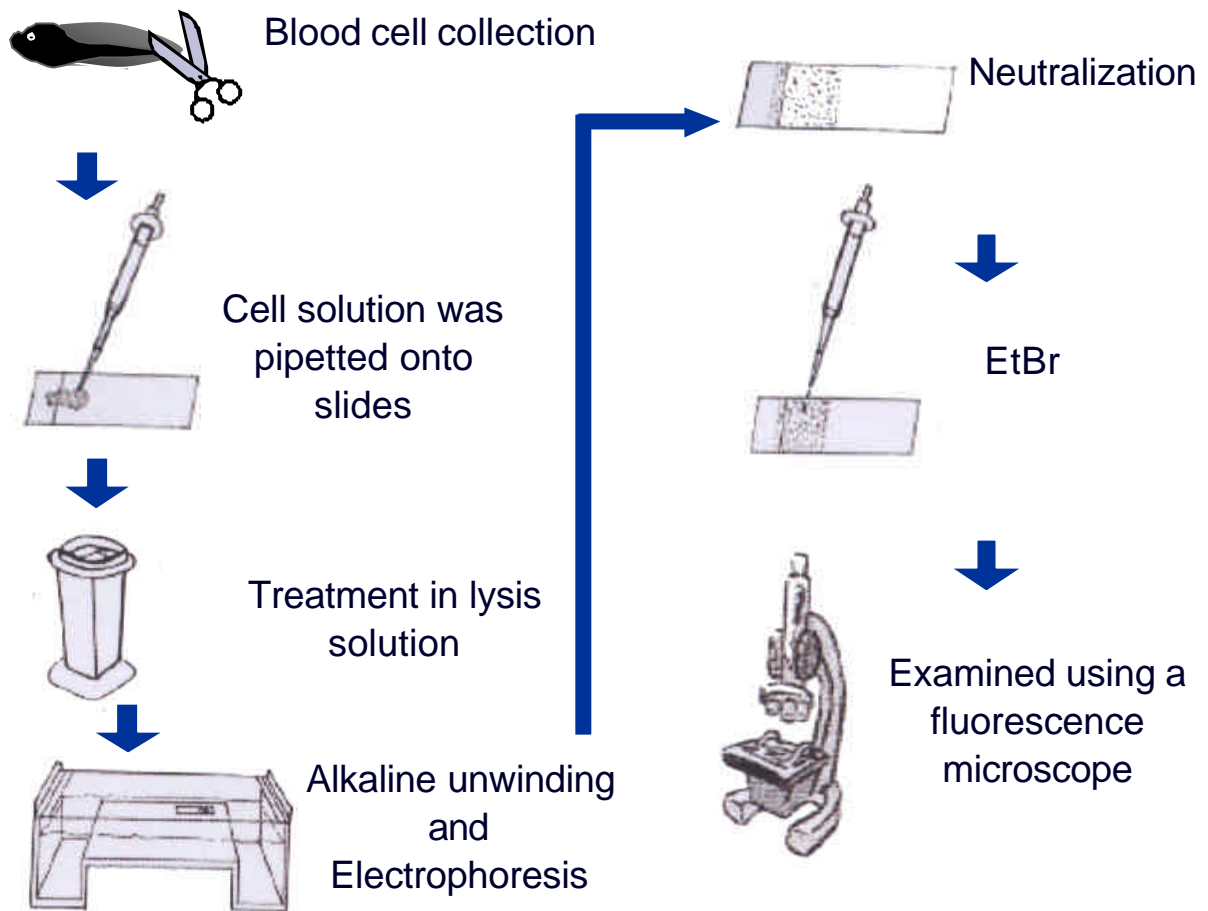 Blood cell collection
Cell solution was
pipetted onto
slides
Treatment in lysis
solution
Alkaline unwinding
and
Electrophoresis
Neutralization
EtBr
Examined using a
fluorescence
microscope